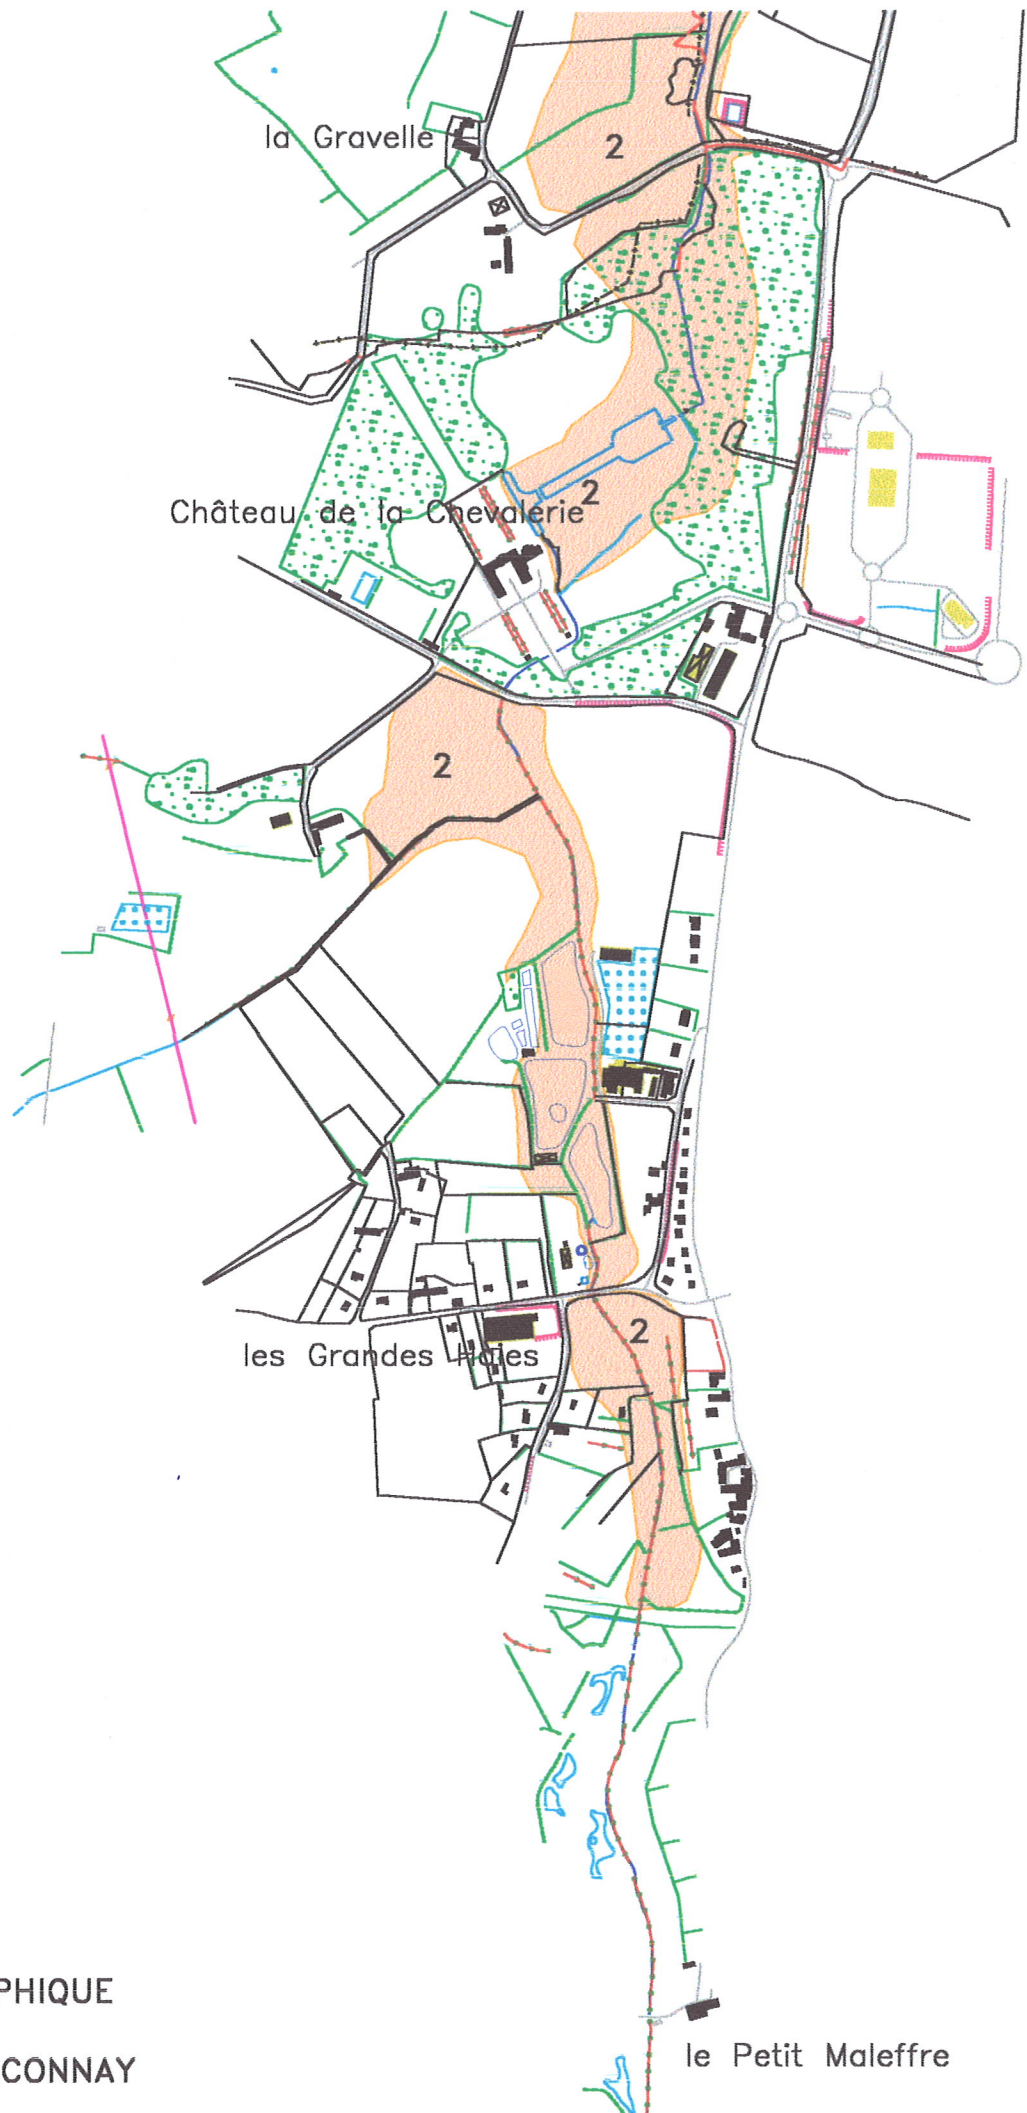 la Gravelle
2
2
Château de la Chevalerie
2
2
les Grandes Haies
PHIQUE
CONNAY
le Petit Maleffre